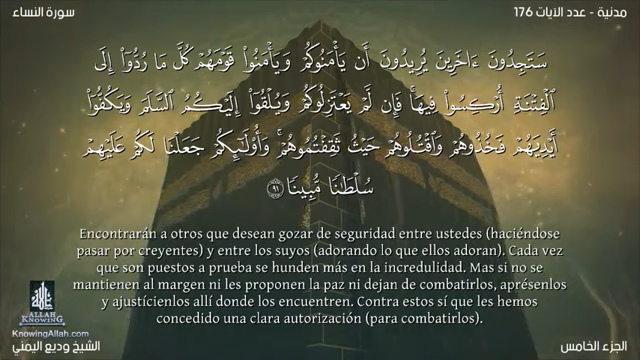 سورة النساء
مدنية - عدد الآيات 176
سَتَجِدُونَ ءَاخَرِينَ يُرِيدُونَ أَن يَأْمَنُوكُمْ وَيَأْمَنُوا۟ قَوْمَهُمْ كُلَّ مَا رُدُّوٓا۟ إِلَى
ٱلْفِتْنَةِ أُرْكِسُوا۟ فِيهَا ۚ فَإِن لَّمْ يَعْتَزِلُوكُمْ وَيُلْقُوٓا۟ إِلَيْكُمُ ٱلسَّلَمَ وَيَكُفُّوٓا۟
أَيْدِيَهُمْ فَخُذُوهُمْ وَٱقْتُلُوهُمْ حَيْثُ ثَقِفْتُمُوهُمْ ۚ وَأُو۟لَٰٓئِكُمْ جَعَلْنَا لَكُمْ عَلَيْهِمْ
سُلْطَٰنًا مُّبِينًا ٩١
Encontrarán a otros que desean gozar de seguridad entre ustedes (haciéndose
pasar por creyentes) y entre los suyos (adorando lo que ellos adoran). Cada vez
que son puestos a prueba se hunden más en la incredulidad. Mas si no se
mantienen al margen ni les proponen la paz ni dejan de combatirlos, aprésenlos
y ajustícienlos allí donde los encuentren. Contra estos sí que les hemos
concedido una clara autorización (para combatirlos).
ALLAH
KNOWING
KnowingAllah.com
الشيخ وديع اليمني
الجزء الخامس